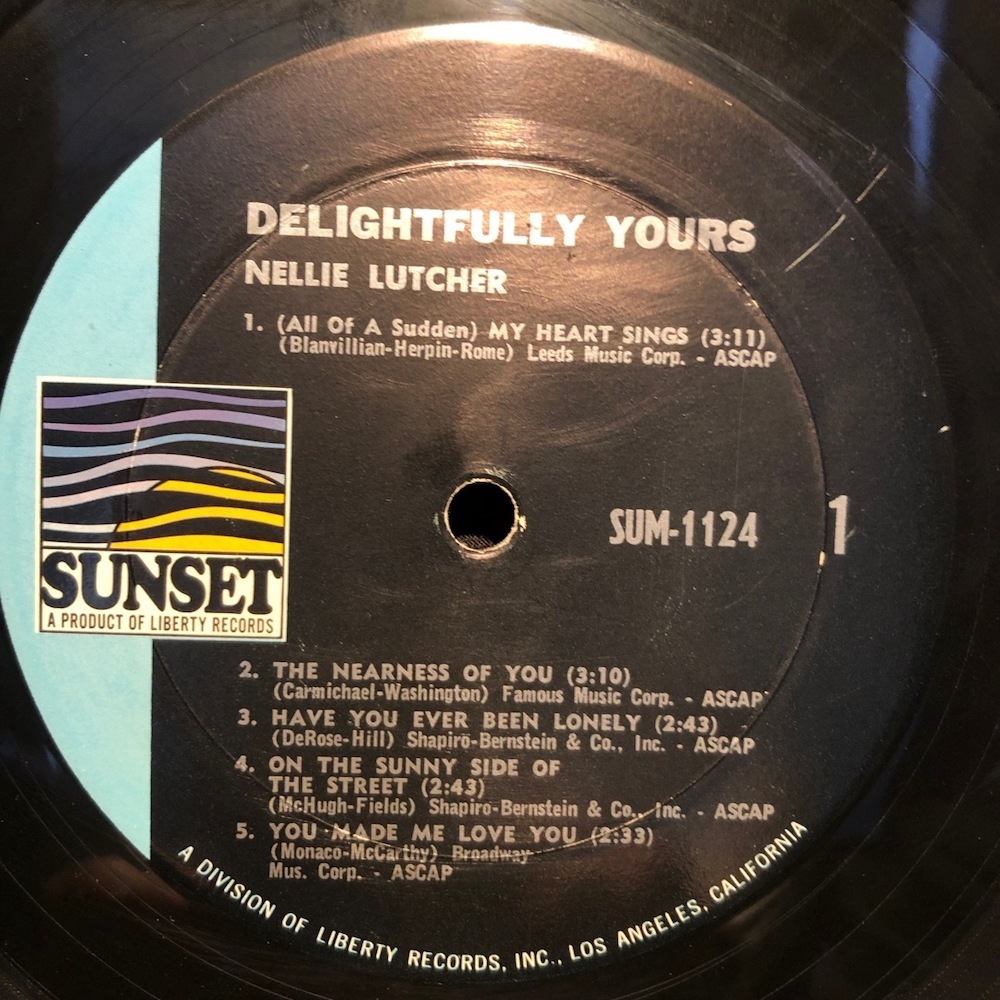 DELIGHTFULLY YOURS
NELLIE LUTCHER
1. (All Of A Sudden) MY HEART SINGS (3:11)
(Blanvillian-Herpin-Rome) Leeds Music Corp. - ASCAP
SUM-1124
1
SUNSET
A PRODUCT OF LIBERTY RECORDS
2. THE NEARNESS OF YOU (3:10)
(Carmichael-Washington) Famous Music Corp. - ASCAP
3. HAVE YOU EVER BEEN LONELY (2:43)
(DeRose-Hill) Shapiro-Bernstein & Co., Inc. - ASCAP
4. ON THE SUNNY SIDE OF
THE STREET (2:43)
(McHugh-Fields) Shapiro-Bernstein & Co., Inc. - ASCAP
5. YOU MADE ME LOVE YOU (2:33)
(Monaco-McCarthy) Broadway
Mus. Corp. - ASCAP
A DIVISION OF LIBERTY RECORDS, INC., LOS ANGELES, CALIFORNIA